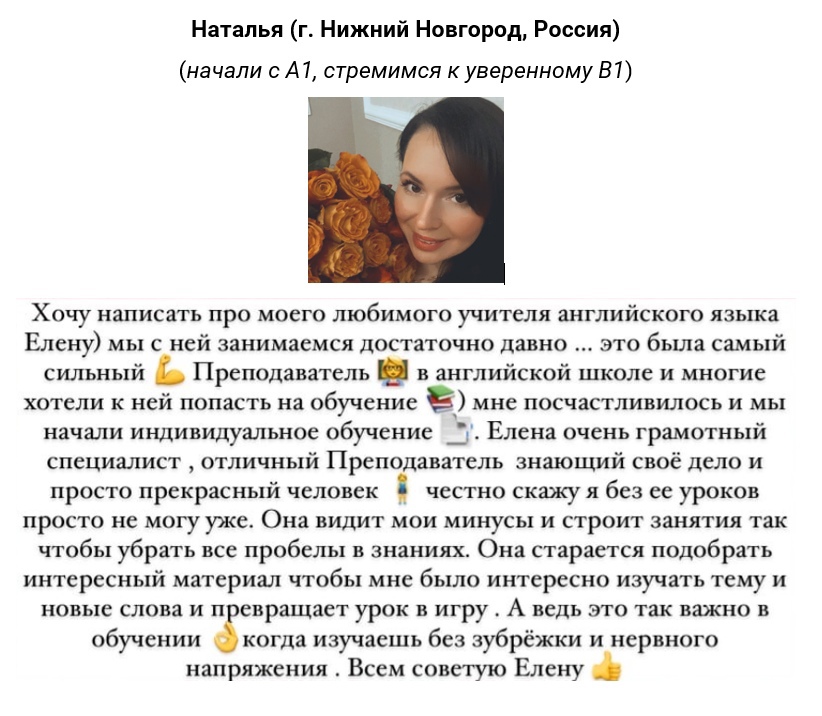 Наталья (г. Нижний Новгород, Россия)
(начали с А1, стремимся к уверенному В1)
Хочу написать про моего любимого учителя английского языка
Елену) мы с ней занимаемся достаточно давно ... это была самый
сильный 💪 Преподаватель 👩‍🏫 в английской школе и многие
хотели к ней попасть на обучение 📚) мне посчастливилось и мы
начали индивидуальное обучение 📄. Елена очень грамотный
специалист , отличный Преподаватель знающий своё дело и
просто прекрасный человек 🧍‍♀️ честно скажу я без ее уроков
просто не могу уже. Она видит мои минусы и строит занятия так
чтобы убрать все пробелы в знаниях. Она старается подобрать
интересный материал чтобы мне было интересно изучать тему и
новые слова и превращает урок в игру . А ведь это так важно в
обучении 👌когда изучаешь без зубрёжки и нервного
напряжения . Всем советую Елену 👍